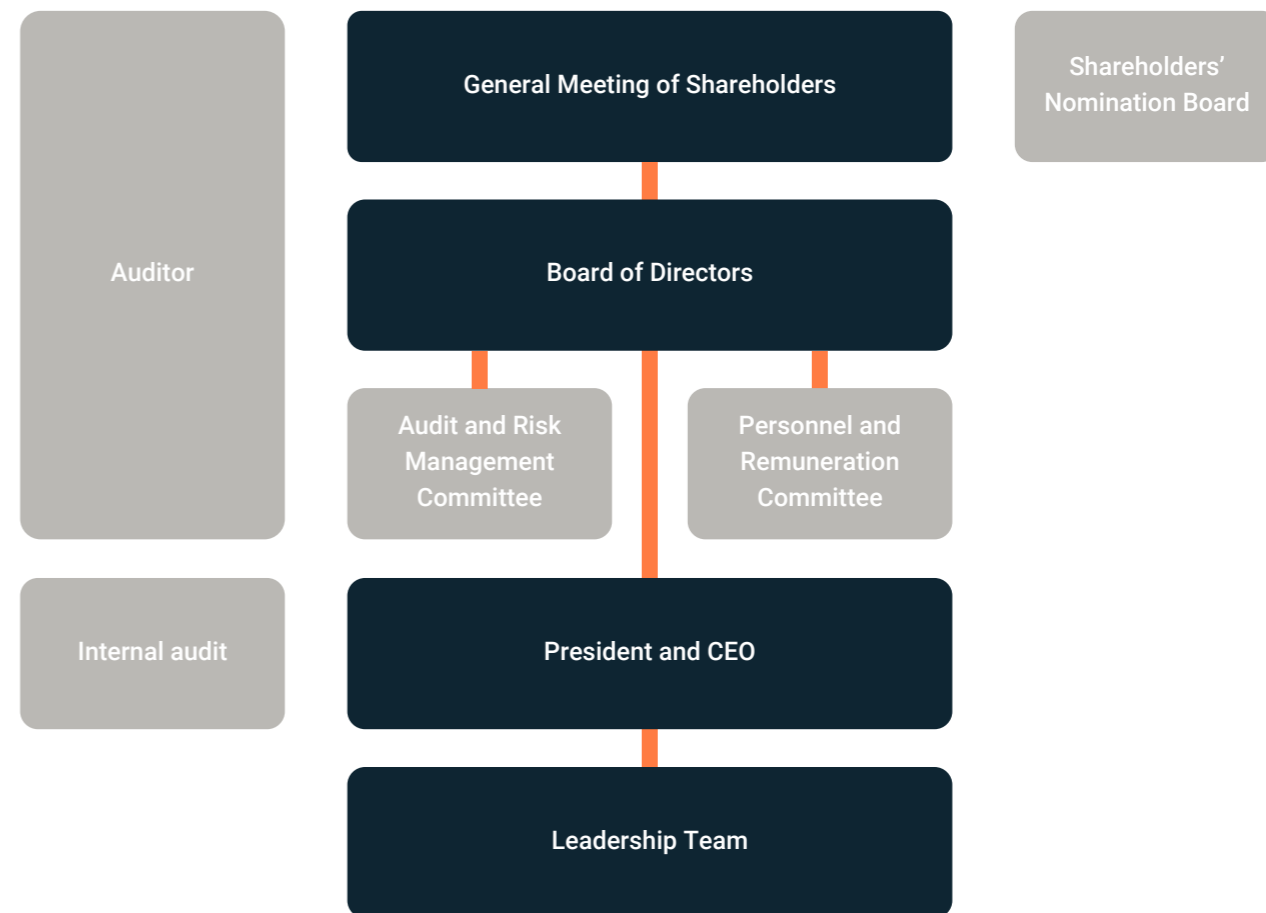 General Meeting of Shareholders
Shareholders’
Nomination Board
Auditor
Board of Directors
Audit and Risk
Management
Committee
Personnel and
Remuneration
Committee
Internal audit
President and CEO
Leadership Team